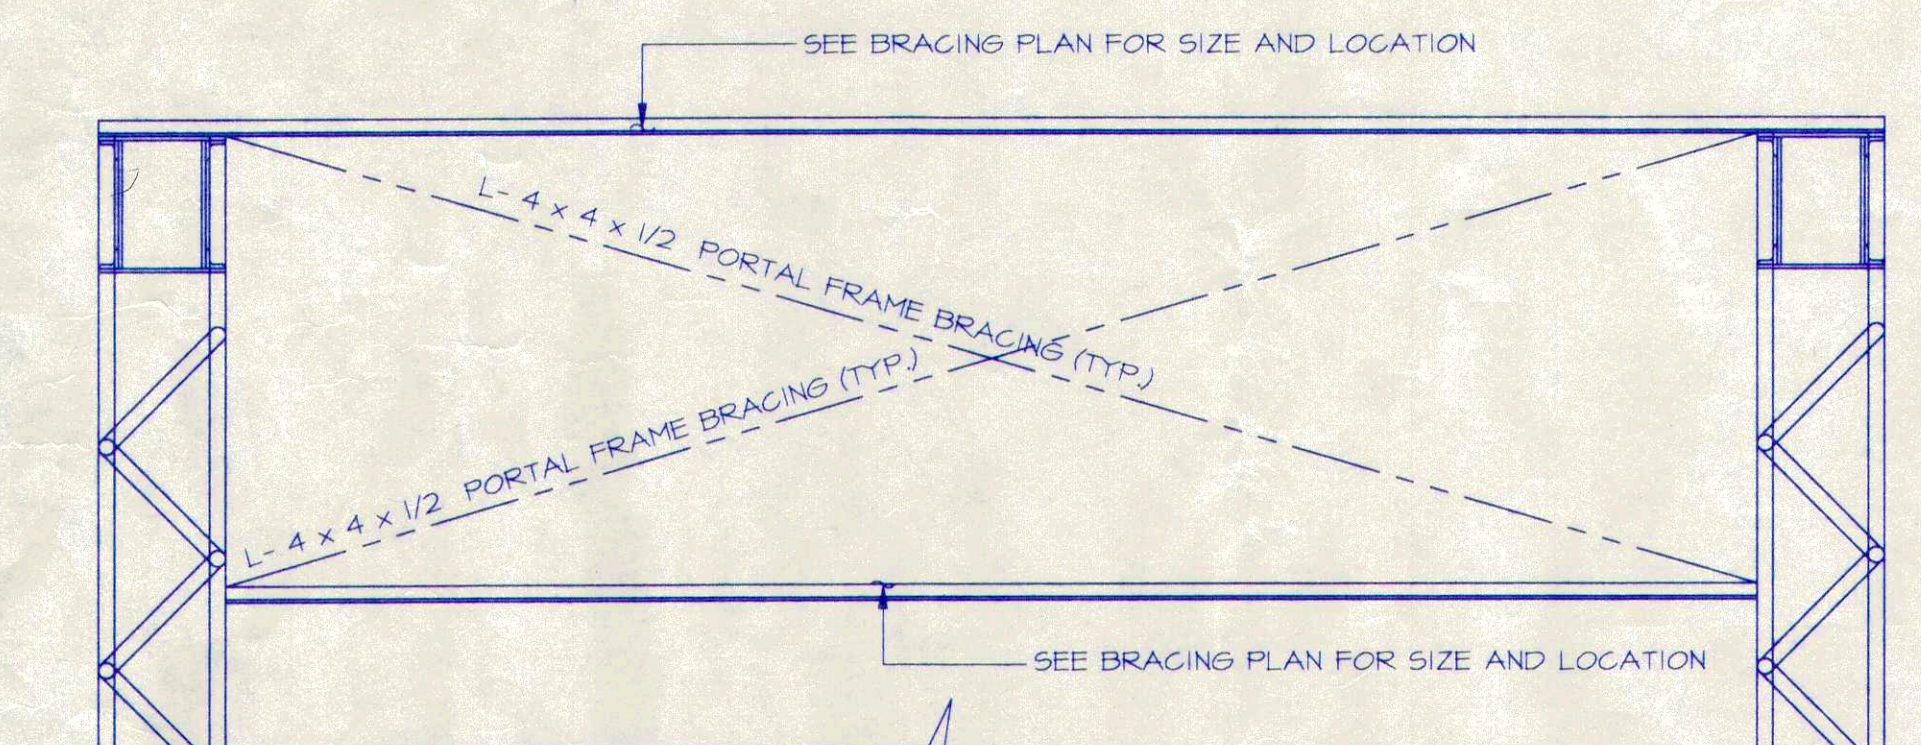 SEE BRACING PLAN FOR SIZE AND LOCATION
L- 4 x 4 x 1/2 PORTAL FRAME BRACING (TYP.)
L- 4 x 4 x 1/2 PORTAL FRAME BRACING (TYP.)
SEE BRACING PLAN FOR SIZE AND LOCATION